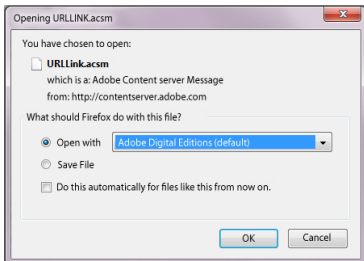 Opening URLLINK.acsm
You have chosen to open:
URLLink.acsm
which is a: Adobe Content server Message
from: http://contentserver.adobe.com
What should Firefox do with this file?
Open with Adobe Digital Editions (default)
Save File
Do this automatically for files like this from now on.
OK Cancel